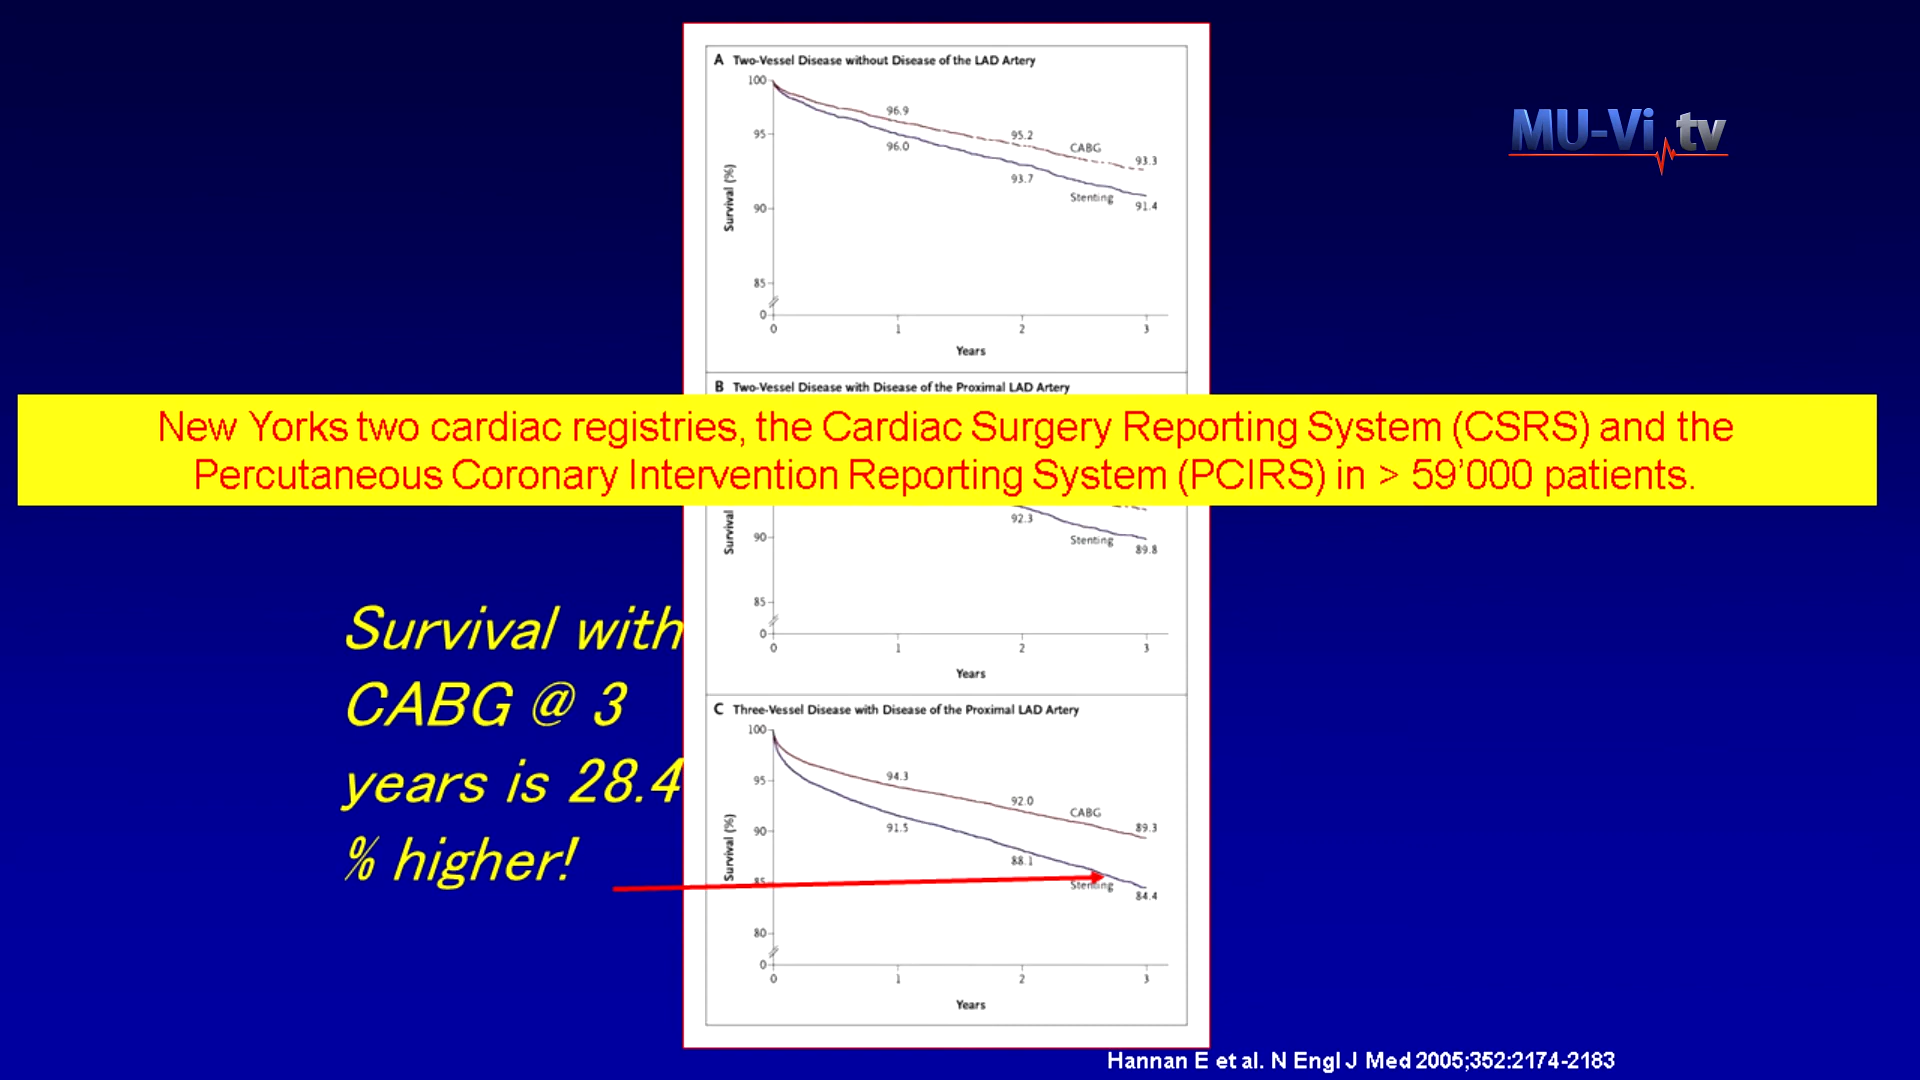 A Two-Vessel Disease without Disease of the LAD Artery
100
95
90
85
0
Survival (%)
96.9
96.0
95.2
93.7
CABG
93.3
Stenting
91.4
0 1 2 3
Years
MU-Vi tv
B Two-Vessel Disease with Disease of the Proximal LAD Artery
New Yorks two cardiac registries, the Cardiac Surgery Reporting System (CSRS) and the
Percutaneous Coronary Intervention Reporting System (PCIRS) in > 59’000 patients.
Survival
90
85
0
92.3
Stenting
89.8
0 1 2 3
Years
Survival with
CABG @ 3
years is 28.4
% higher!
C Three-Vessel Disease with Disease of the Proximal LAD Artery
100
95
90
85
80
0
Survival (%)
94.3
91.5
92.0
88.1
CABG
89.3
Stenting
84.4
0 1 2 3
Years
Hannan E et al. N Engl J Med 2005;352:2174-2183